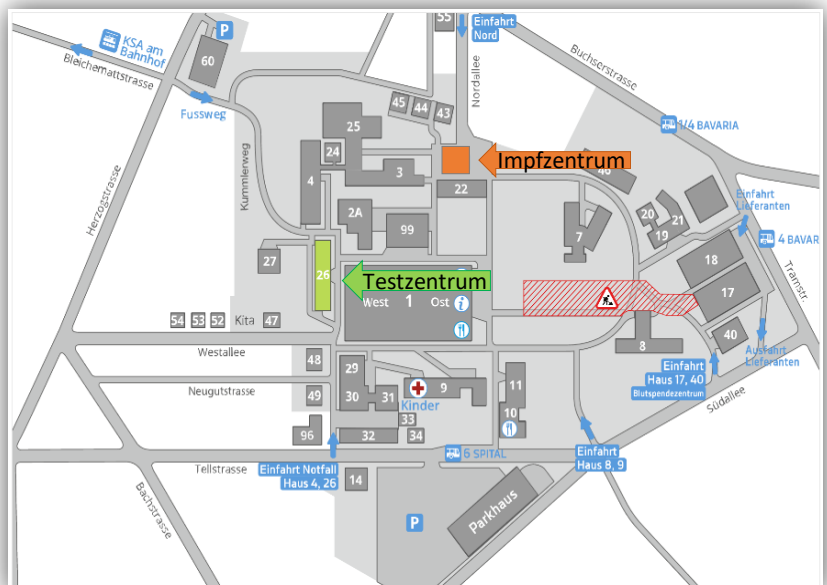 55
Einfahrt
Nord
P
KSA am
Bahnhof
60
Bleichemattstrasse
Nordallee
Buchserstrasse
Fussweg
45
44
43
25
1/4 BAVARIA
24
Impfzentrum
4
3
22
Kummlerweg
Herzogstrasse
Einfahrt
Lieferanten
2A
99
7
20
21
19
18
4 BAVAR
27
26
Testzentrum
West 1 Ost
i
17
Tramstr.
54
53
52
Kita
47
40
8
Westallee
48
29
Ausfahrt
Lieferanten
Einfahrt
Haus 17, 40
Blutspendezentrum
Neugutstrasse
49
30
31
9
Kinder
11
10
Südallee
96
32
33
34
6 SPITAL
Einfahrt
Haus 8, 9
Tellstrasse
Einfahrt Notfall
Haus 4, 26
14
Bachstrasse
P
Parkhaus